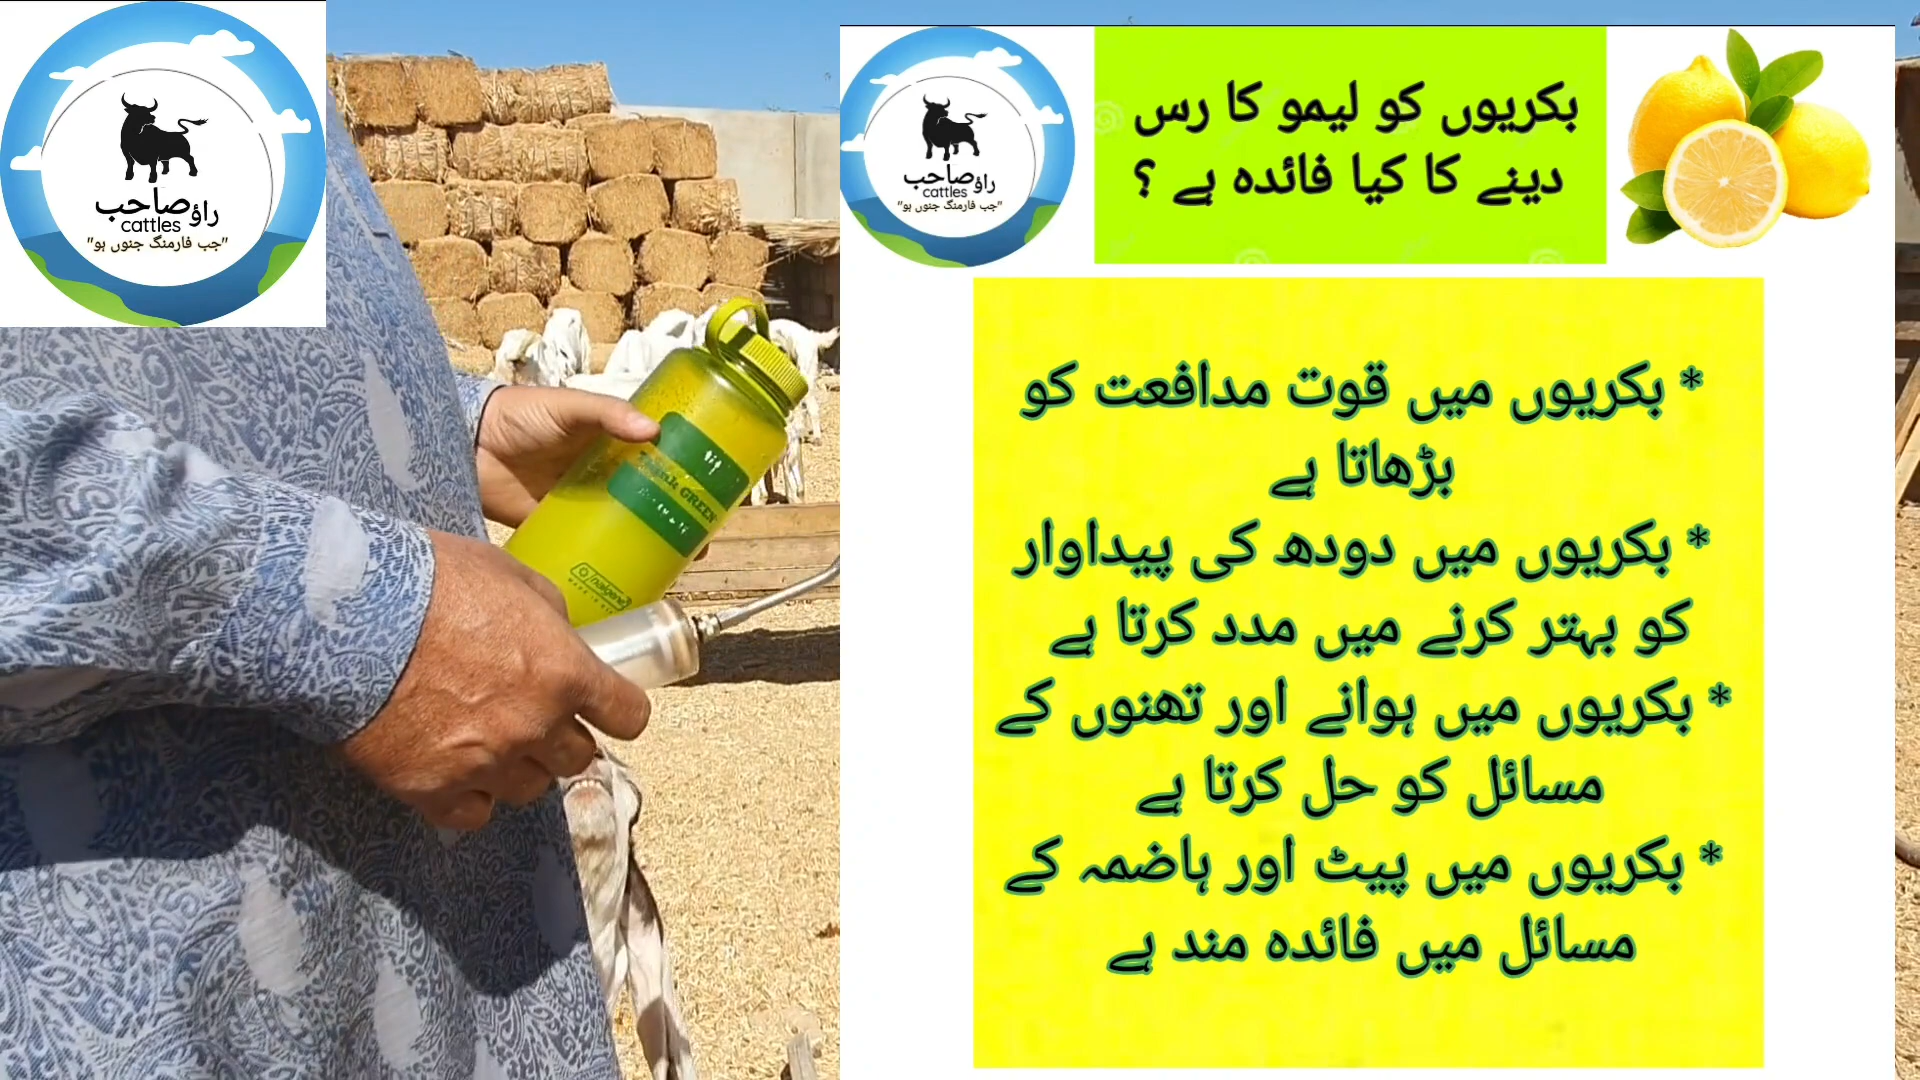 راؤ صاحب
cattles
"جب فارمنگ جنوں ہو"
Think GREEN
nalgene
راؤ صاحب
cattles
"جب فارمنگ جنوں ہو"
بکریوں کو لیمو کا رس
دینے کا کیا فائدہ ہے ؟
* بکریوں میں قوت مدافعت کو
بڑھاتا ہے
* بکریوں میں دودھ کی پیداوار
کو بہتر کرنے میں مدد کرتا ہے
* بکریوں میں ہوانے اور تھنوں کے
مسائل کو حل کرتا ہے
* بکریوں میں پیٹ اور ہاضمہ کے
مسائل میں فائدہ مند ہے